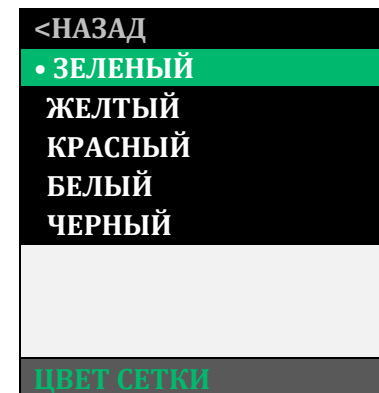 <НАЗАД
• ЗЕЛЕНЫЙ
ЖЕЛТЫЙ
КРАСНЫЙ
БЕЛЫЙ
ЧЕРНЫЙ
ЦВЕТ СЕТКИ